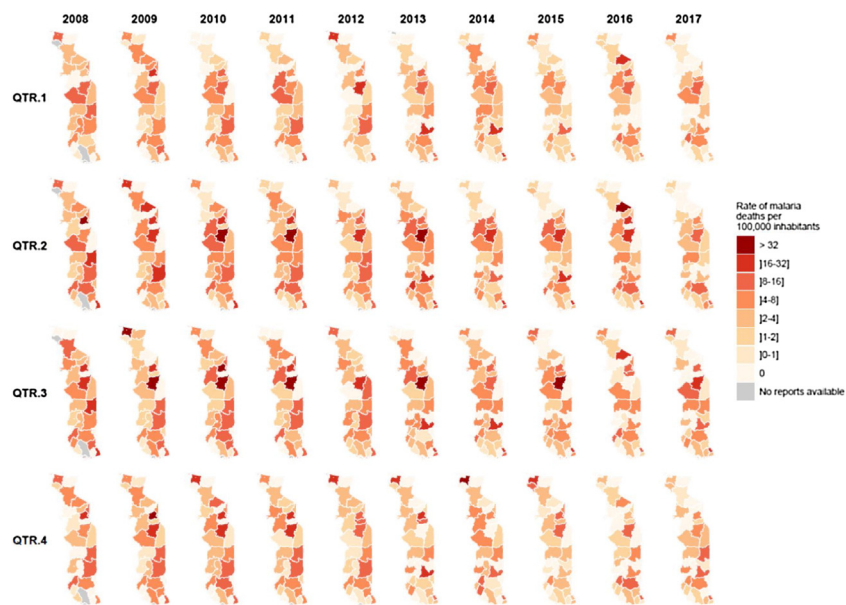 2008 2009 2010 2011 2012 2013 2014 2015 2016 2017
QTR.1
QTR.2
QTR.3
QTR.4
Rate of malaria
deaths per
100,000 inhabitants
> 32
]16-32]
]8-16]
]4-8]
]2-4]
]1-2]
]0-1]
0
No reports available